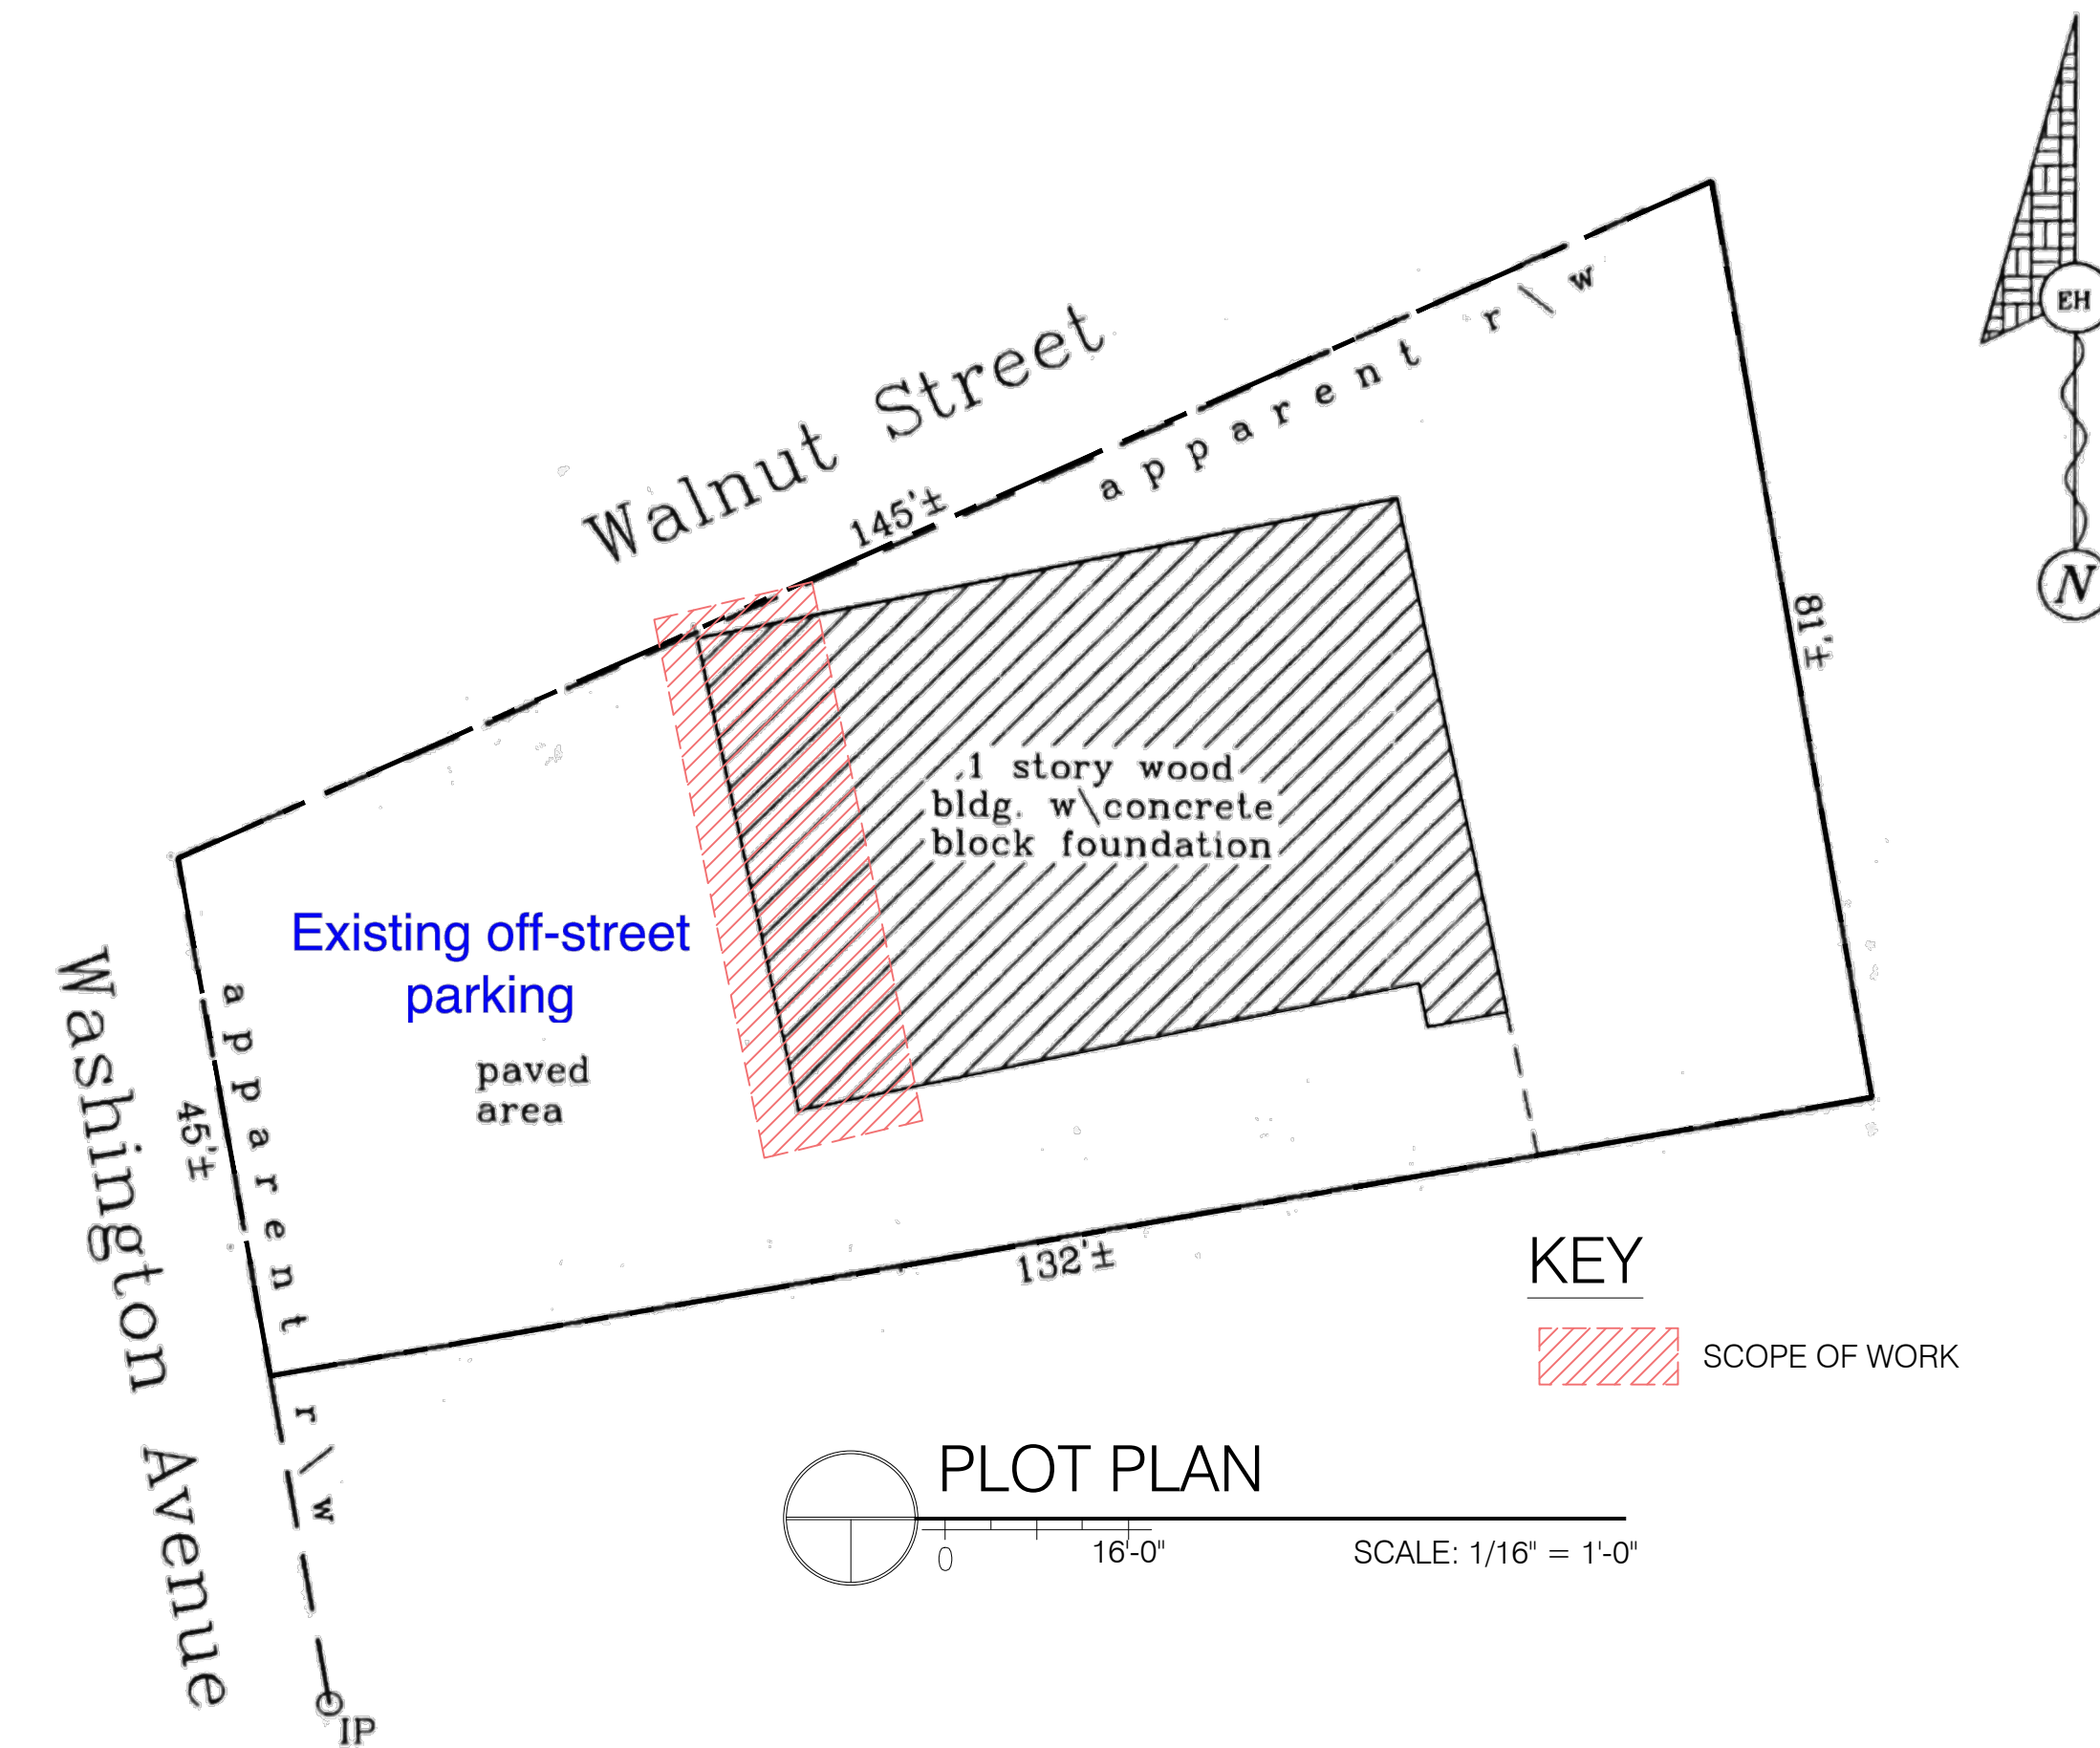 EH
N
Walnut Street
145'±
apparent r\w
81'±
1 story wood
bldg. w\concrete
block foundation
Existing off-street
parking
paved
area
Washington Avenue
45'±
apparent r\w
132'±
IP
KEY
SCOPE OF WORK
PLOT PLAN
0
16'-0"
SCALE: 1/16" = 1'-0"